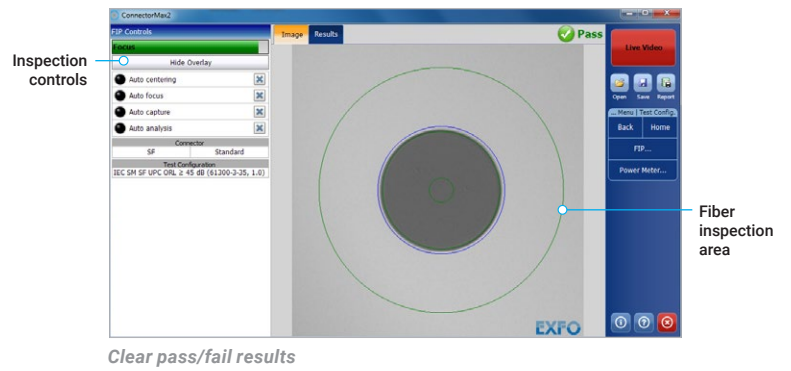 ConnectorMax2
FIP Controls
Focus
Hide Overlay
Auto centering
Auto focus
Auto capture
Auto analysis
Connector
SF Standard
Test Configuration
IEC SM SF UPC ORL ≥ 45 dB (61300-3-35, 1.0)
Image Results
Pass
EXFO
Live Video
Open Save Report
... Menu | Test Config.
Back Home
FIP...
Power Meter...
Inspection
controls
Fiber
inspection
area
Clear pass/fail results